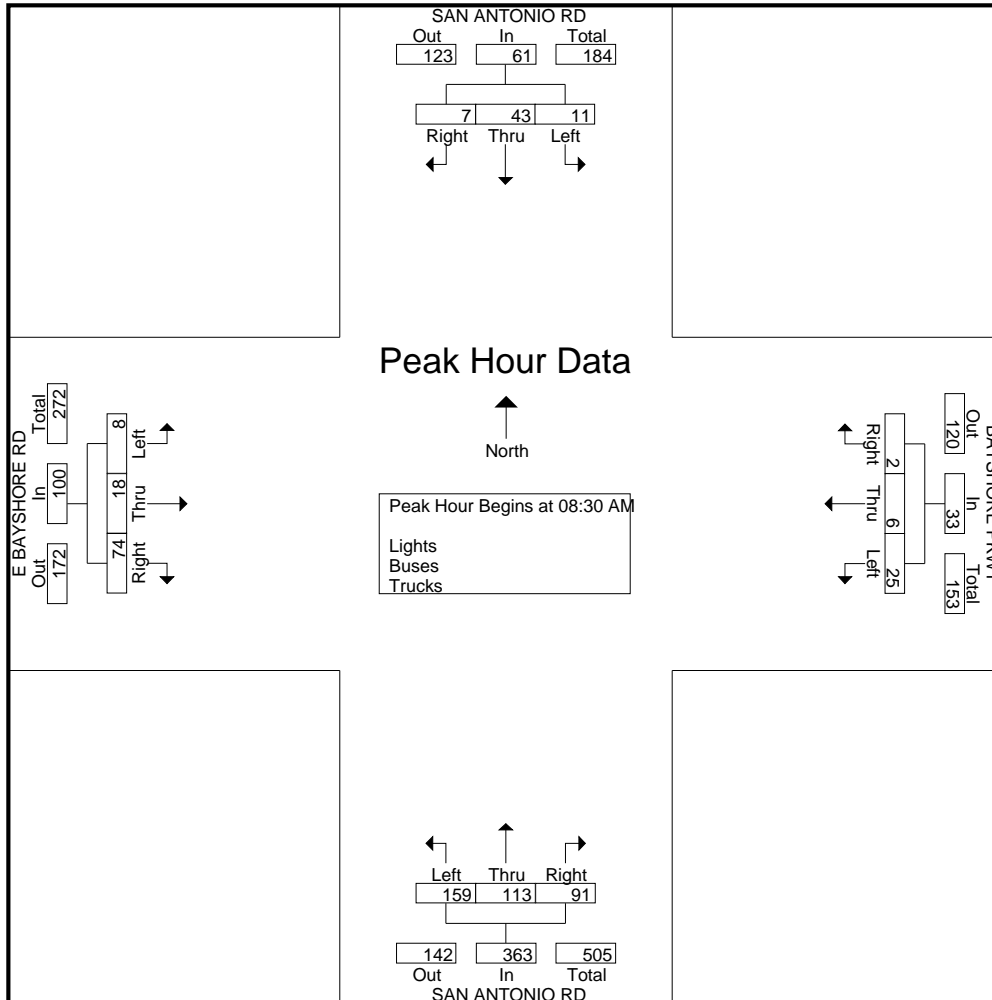 SAN ANTONIO RD
Out In Total
123 61 184
7 43 11
Right Thru Left
Peak Hour Data
North
Peak Hour Begins at 08:30 AM
Lights
Buses
Trucks
E BAYSHORE RD
Out In Total
172 100 272
74 18 8
Right Thru Left
BAYSHORE PKWY
Out In Total
120 33 153
2 6 25
Right Thru Left
Left Thru Right
159 113 91
142 363 505
Out In Total
SAN ANTONIO RD